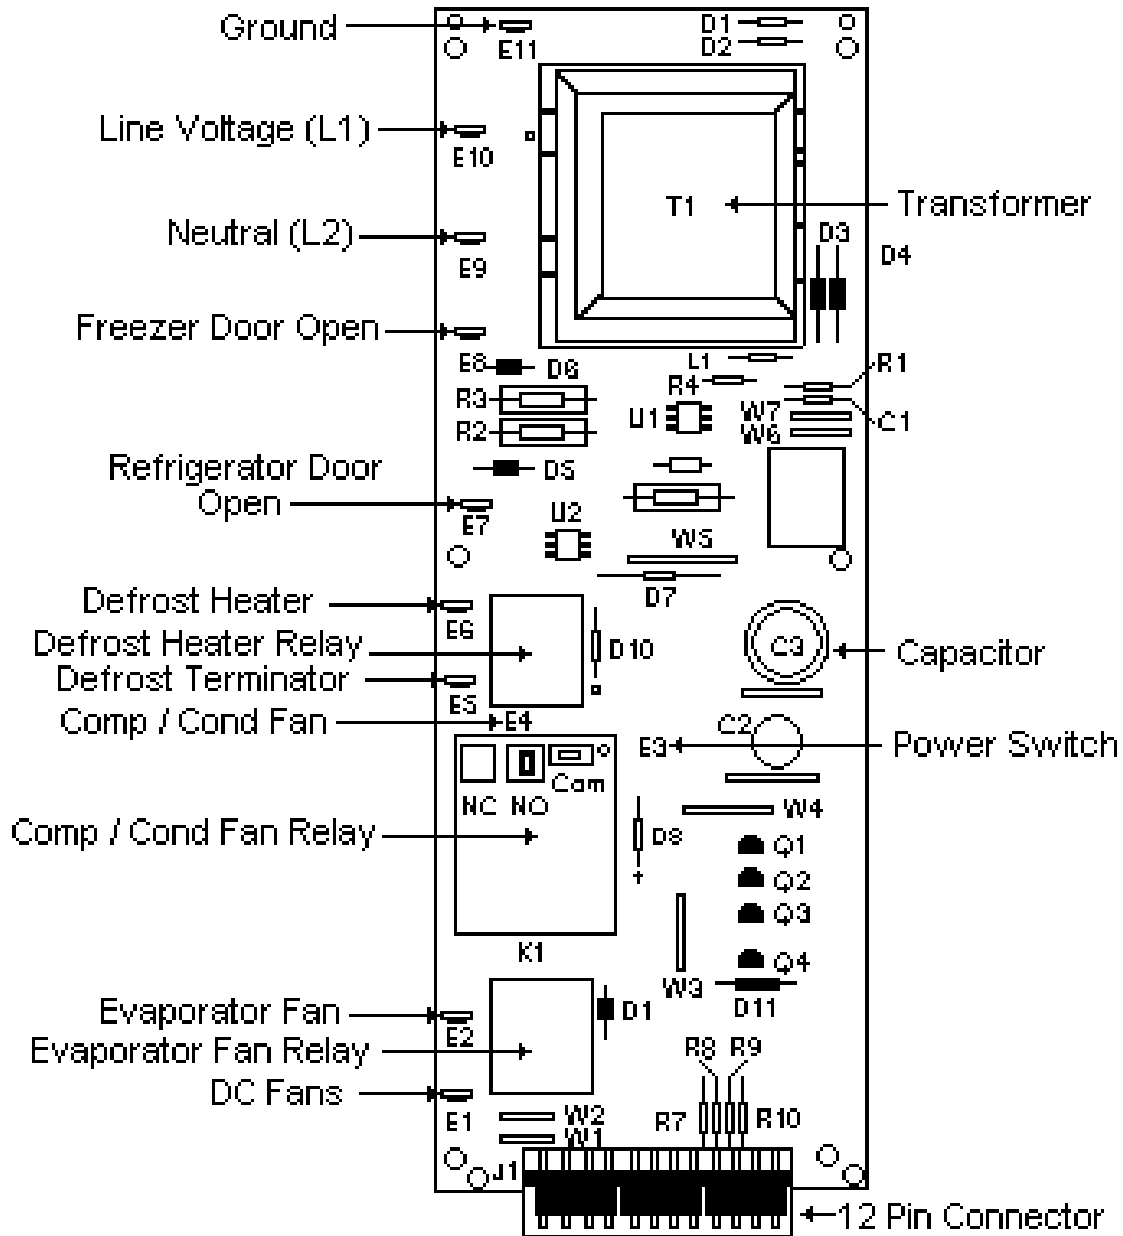 Ground
E11
D1
D2
Line Voltage (L1)
E10
T1
Transformer
Neutral (L2)
E9
D3
D4
Freezer Door Open
E8
D6
L1
R1
R4
R3
U1
W7
C1
R2
W6
Refrigerator Door
Open
D5
E7
U2
W5
D7
Defrost Heater
E6
Defrost Heater Relay
D10
C3
Capacitor
Defrost Terminator
E5
Comp / Cond Fan
E4
C2
E3
Power Switch
NC NO Com
W4
Comp / Cond Fan Relay
D8
+
Q1
Q2
Q3
K1
Q4
W3
D11
Evaporator Fan
E2
D1
Evaporator Fan Relay
R8 R9
DC Fans
E1
W2
W1
R7
R10
J1
12 Pin Connector